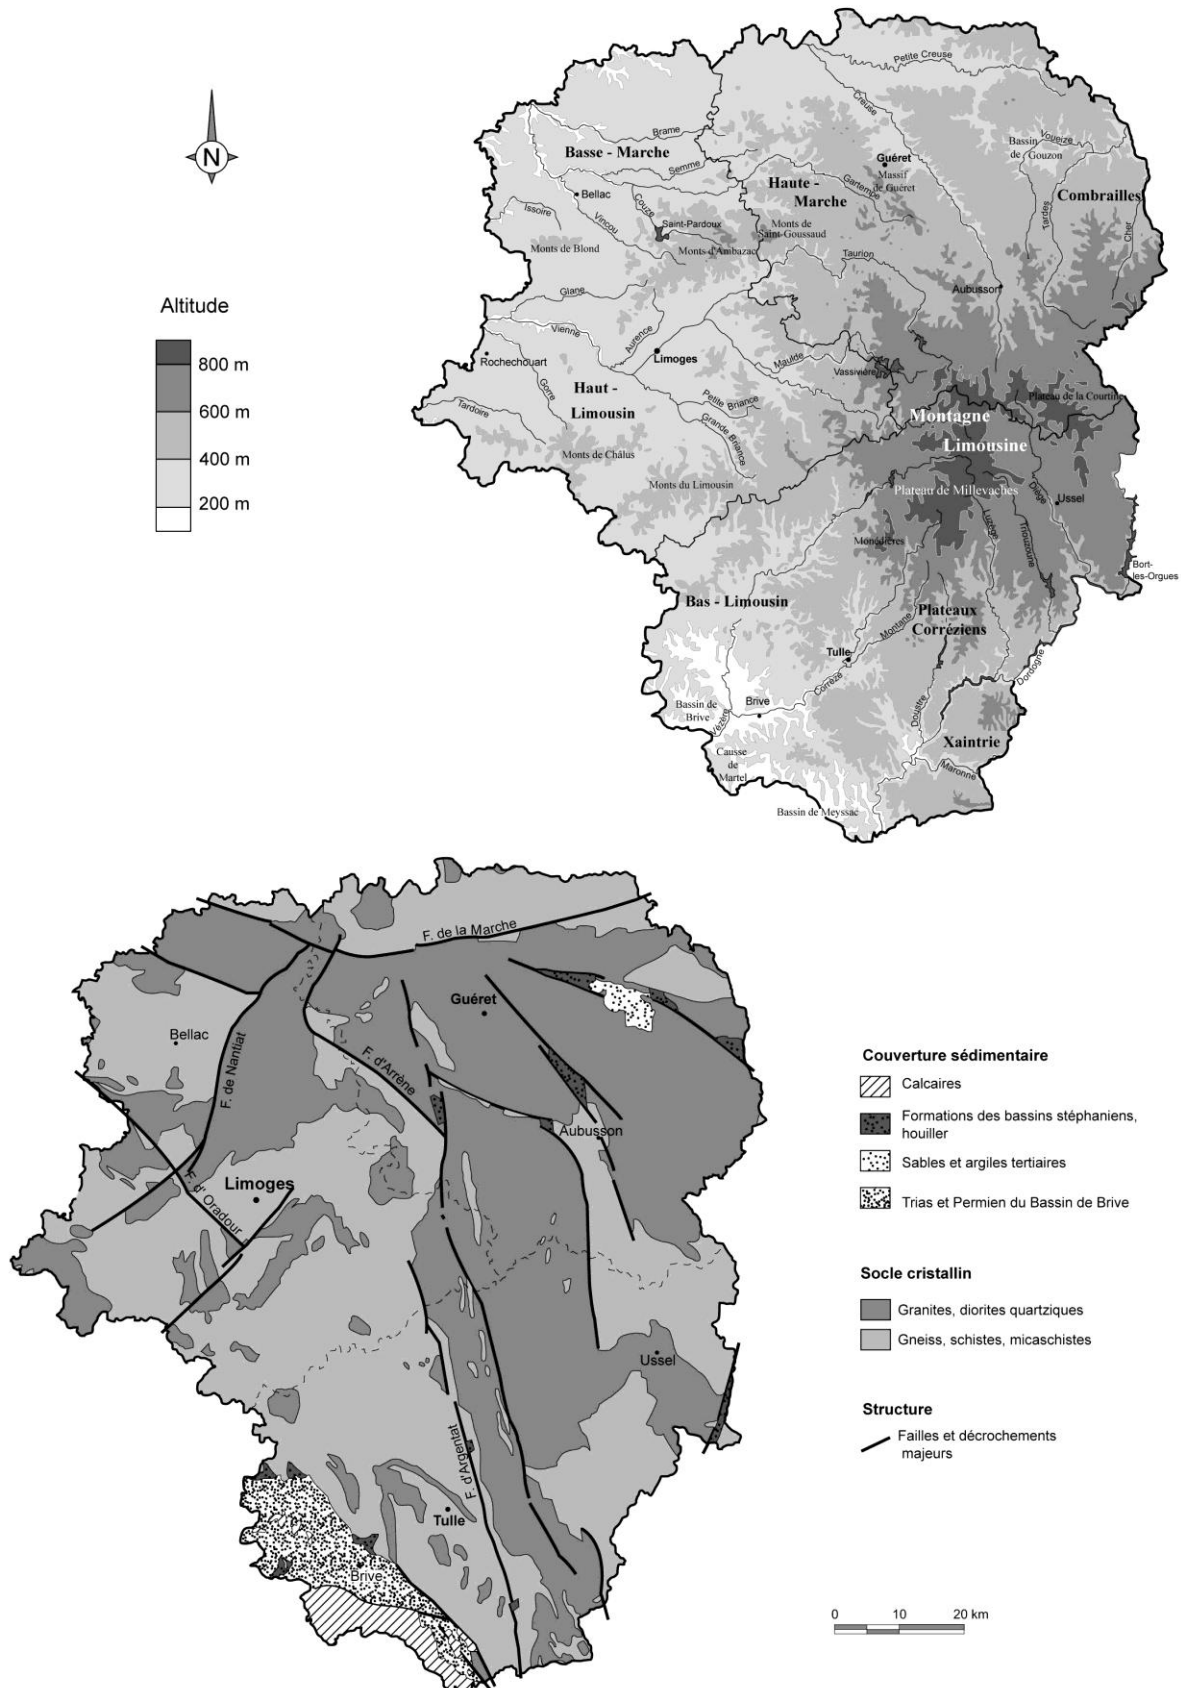 N
Altitude
800 m
600 m
400 m
200 m
Petite Creuse
Creuse
Brame
Basse - Marche
Semme
Guéret
Massif
de Guéret
Voueize
Bassin
de Gouzon
Haute -
Marche
Gartempe
Combrailles
Tardes
Cher
Bellac
Issoire
Couze
Vincou
Saint-Pardoux
Monts de Blond
Monts d'Ambazac
Monts de
Saint-Goussaud
Taurion
Aubusson
Glane
Vienne
Aurence
Limoges
Rochechouart
Maulde
Vassivière
Gorre
Haut -
Limousin
Tardoire
Petite Briance
Grande Briance
Plateau de la Courtine
Montagne
Limousine
Monts de Châlus
Monts du Limousin
Plateau de Millevaches
Diège
Ussel
Luzège
Triouzoune
Monédières
Bort-
les-Orgues
Bas - Limousin
Plateaux
Corréziens
Montane
Tulle
Corrèze
Dordogne
Bassin de
Brive
Vézère
Brive
Doustre
Xaintrie
Maronne
Causse
de
Martel
Bassin de Meyssac
F. de la Marche
Guéret
Bellac
F. de Nantiat
F. d'Arrène
Aubusson
Limoges
F. d' Oradour
Ussel
F. d'Argentat
Tulle
Brive
Couverture sédimentaire
Calcaires
Formations des bassins stéphaniens,
houiller
Sables et argiles tertiaires
Trias et Permien du Bassin de Brive
Socle cristallin
Granites, diorites quartziques
Gneiss, schistes, micaschistes
Structure
Failles et décrochements
majeurs
0 10 20 km